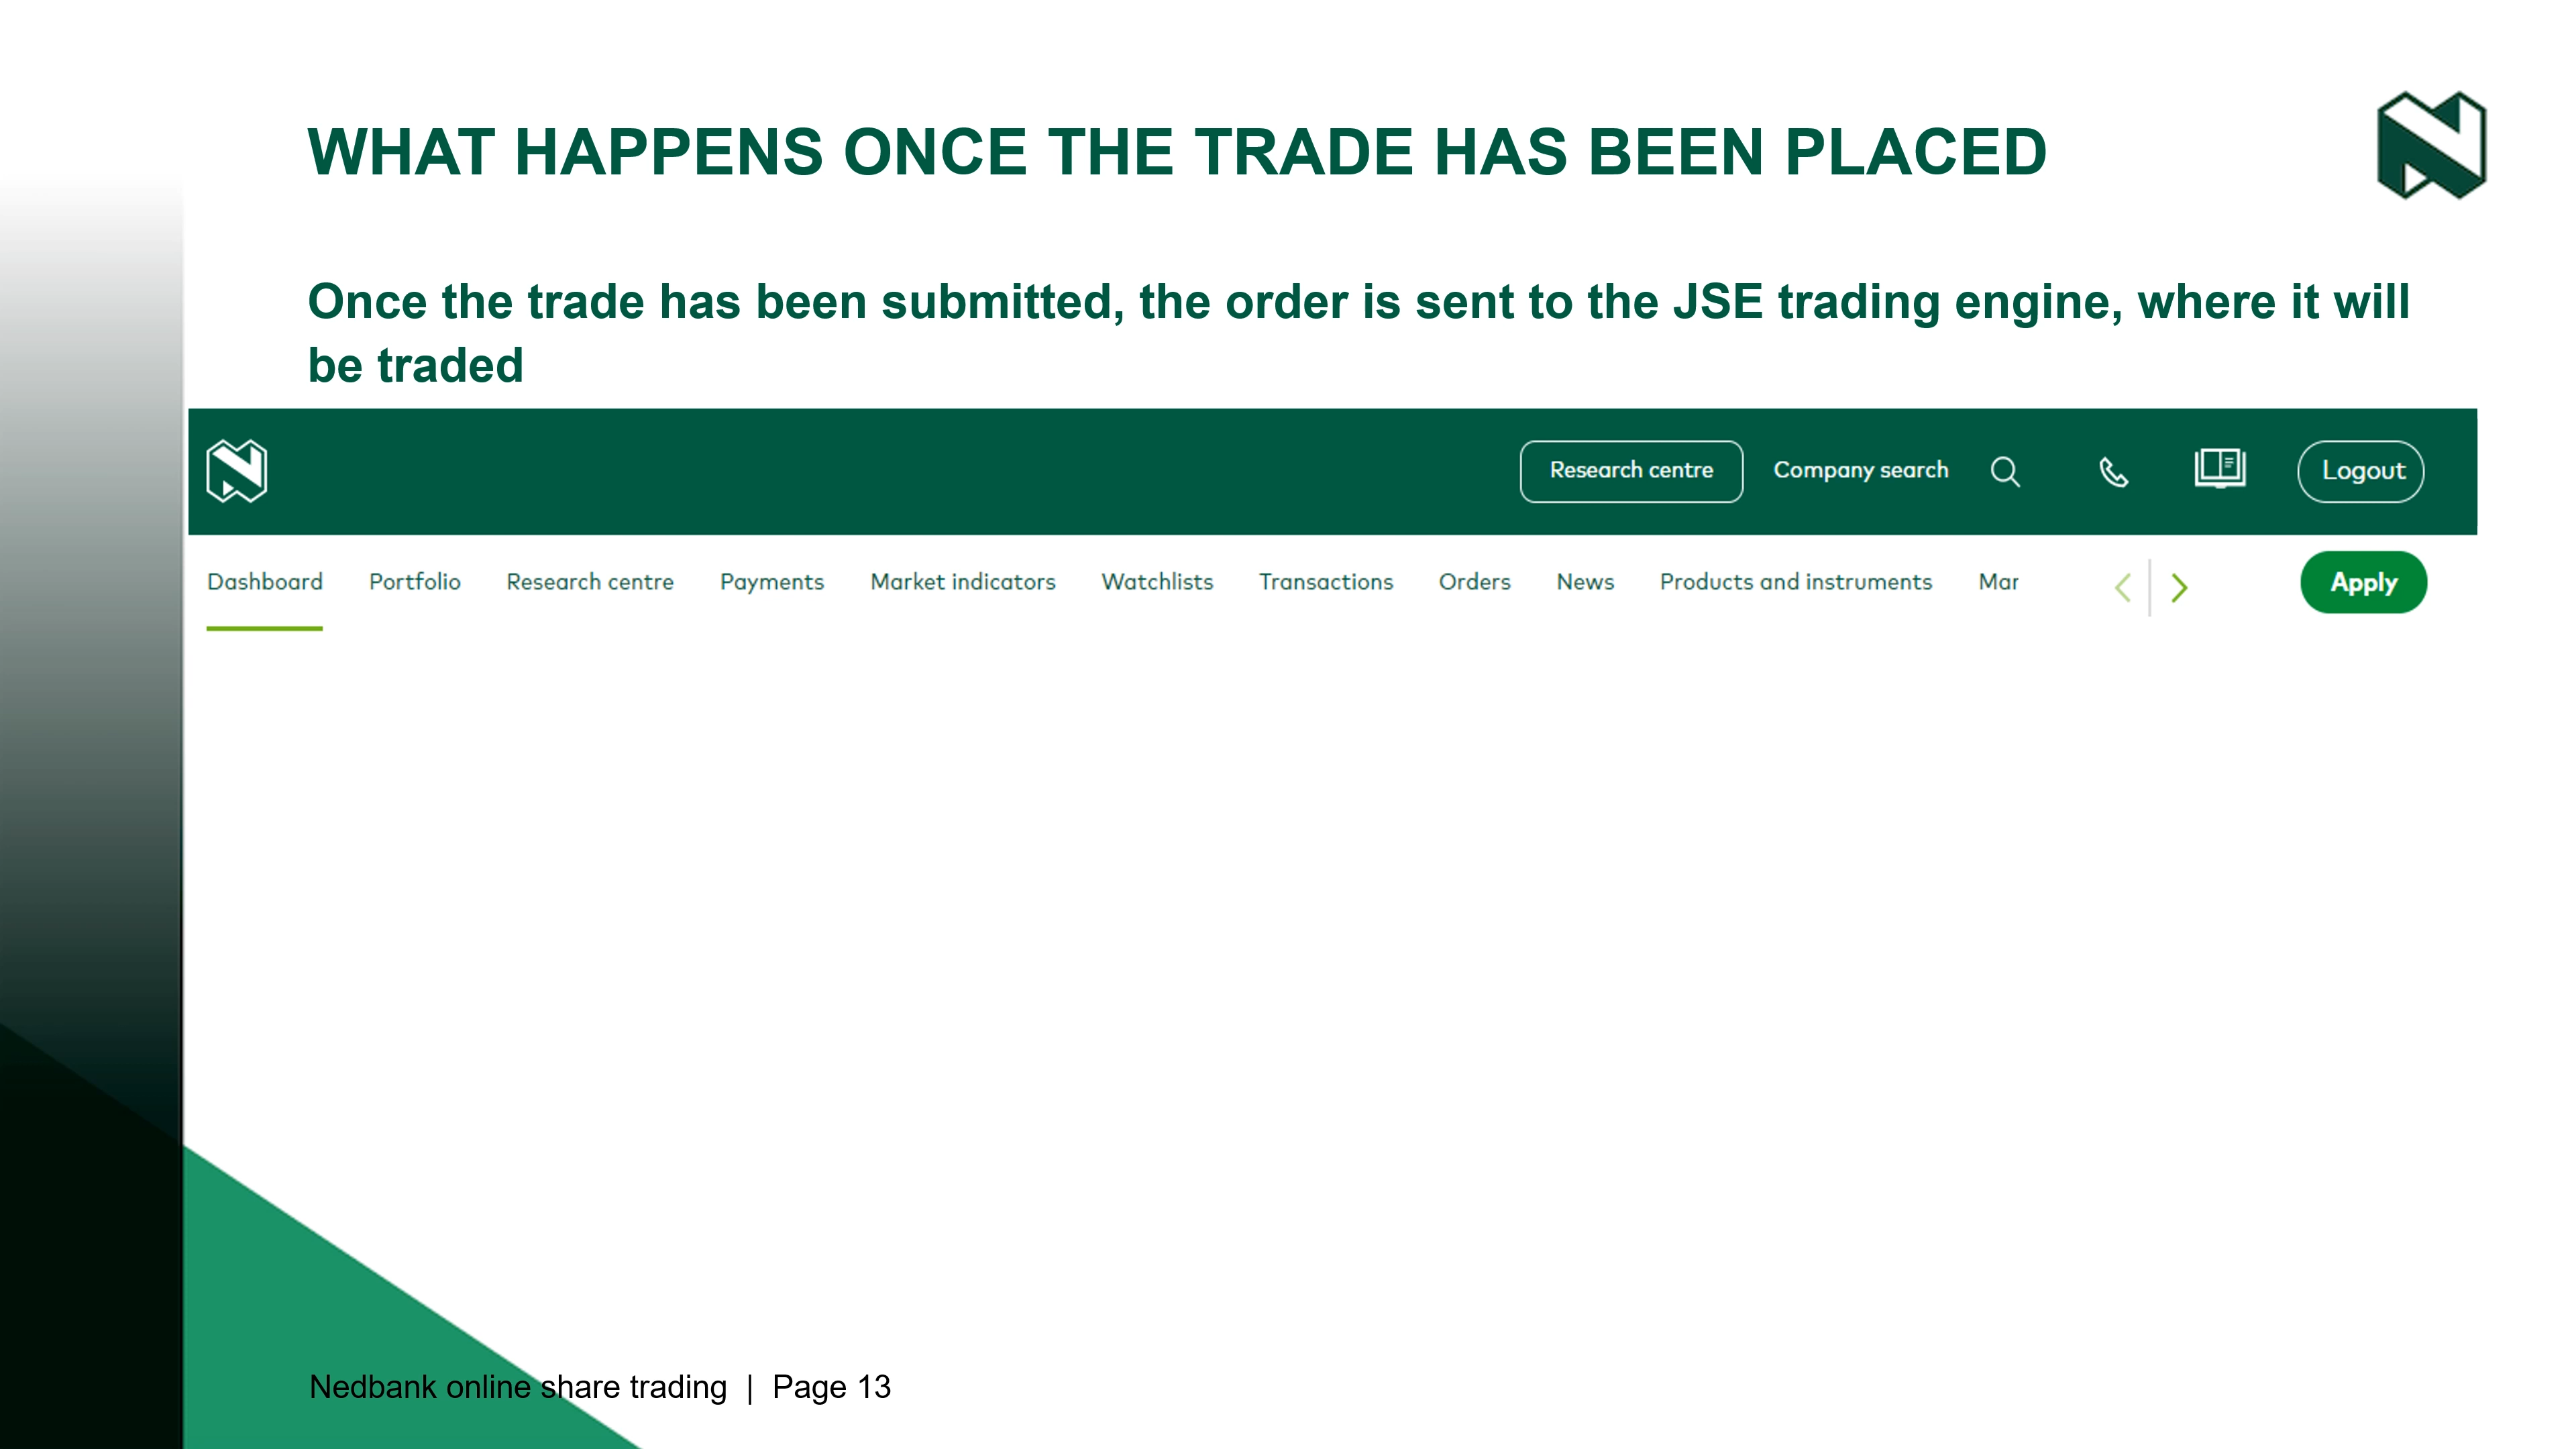 WHAT HAPPENS ONCE THE TRADE HAS BEEN PLACED
Once the trade has been submitted, the order is sent to the JSE trading engine, where it will
be traded
Research centre Company search Logout
Dashboard Portfolio Research centre Payments Market indicators Watchlists Transactions Orders News Products and instruments Mar Apply
Nedbank online share trading | Page 13